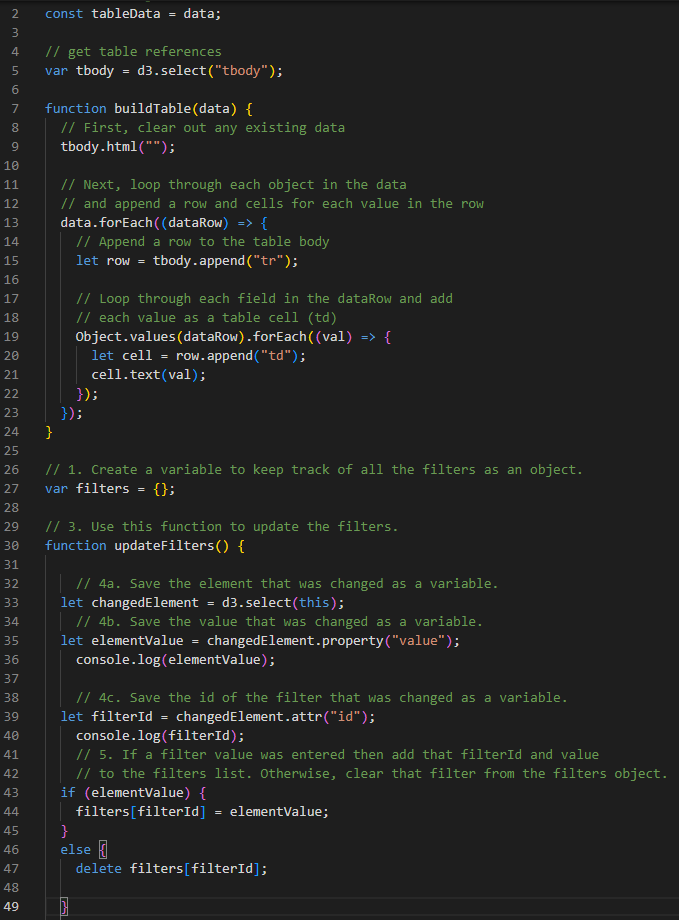 2 const tableData = data;
3
4 // get table references
5 var tbody = d3.select("tbody");
6
7 function buildTable(data) {
8   // First, clear out any existing data
9   tbody.html("");
10
11   // Next, loop through each object in the data
12   // and append a row and cells for each value in the row
13   data.forEach((dataRow) => {
14     // Append a row to the table body
15     let row = tbody.append("tr");
16
17     // Loop through each field in the dataRow and add
18     // each value as a table cell (td)
19     Object.values(dataRow).forEach((val) => {
20       let cell = row.append("td");
21       cell.text(val);
22     });
23   });
24 }
25
26 // 1. Create a variable to keep track of all the filters as an object.
27 var filters = {};
28
29 // 3. Use this function to update the filters.
30 function updateFilters() {
31
32     // 4a. Save the element that was changed as a variable.
33   let changedElement = d3.select(this);
34     // 4b. Save the value that was changed as a variable.
35   let elementValue = changedElement.property("value");
36     console.log(elementValue);
37
38     // 4c. Save the id of the filter that was changed as a variable.
39   let filterId = changedElement.attr("id");
40     console.log(filterId);
41     // 5. If a filter value was entered then add that filterId and value
42     // to the filters list. Otherwise, clear that filter from the filters object.
43   if (elementValue) {
44     filters[filterId] = elementValue;
45   }
46   else {
47     delete filters[filterId];
48
49   }